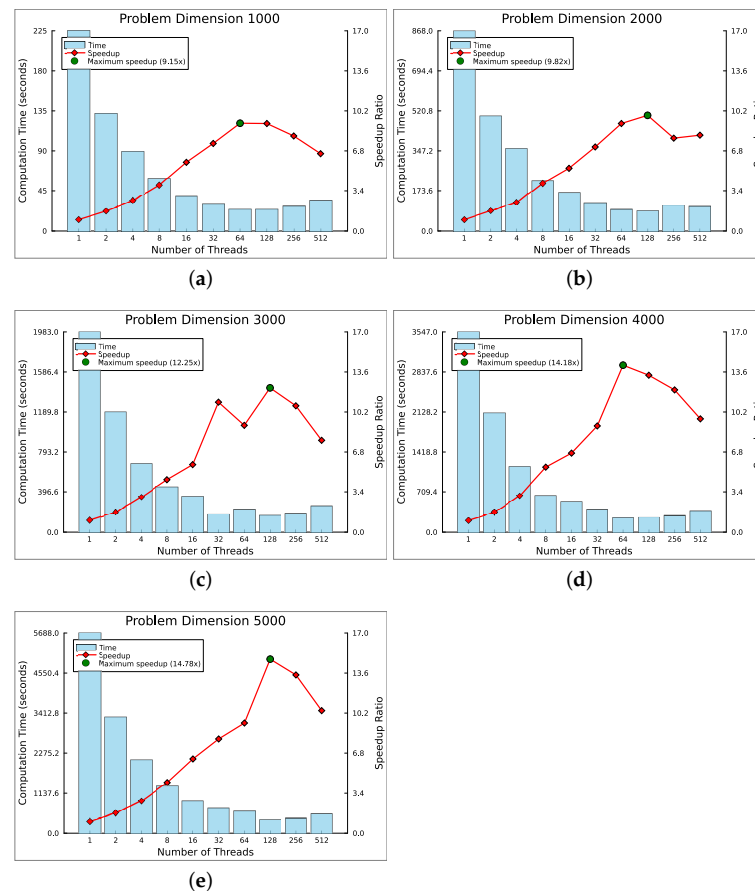 Problem Dimension 1000
Computation Time (seconds)
225
180
135
90
45
0
Time
Speedup
Maximum speedup (9.15x)
17.0
13.6
10.2
6.8
3.4
0.0
Speedup Ratio
1 2 4 8 16 32 64 128 256 512
Number of Threads
(a)
Problem Dimension 2000
Computation Time (seconds)
868.0
694.4
520.8
347.2
173.6
0.0
Time
Speedup
Maximum speedup (9.82x)
17.0
13.6
10.2
6.8
3.4
0.0
1 2 4 8 16 32 64 128 256 512
Number of Threads
(b)
Problem Dimension 3000
Computation Time (seconds)
1983.0
1586.4
1189.8
793.2
396.6
0.0
Time
Speedup
Maximum speedup (12.25x)
17.0
13.6
10.2
6.8
3.4
0.0
Speedup Ratio
1 2 4 8 16 32 64 128 256 512
Number of Threads
(c)
Problem Dimension 4000
Computation Time (seconds)
3547.0
2837.6
2128.2
1418.8
709.4
0.0
Time
Speedup
Maximum speedup (14.18x)
17.0
13.6
10.2
6.8
3.4
0.0
1 2 4 8 16 32 64 128 256 512
Number of Threads
(d)
Problem Dimension 5000
Computation Time (seconds)
5688.0
4550.4
3412.8
2275.2
1137.6
0.0
Time
Speedup
Maximum speedup (14.78x)
17.0
13.6
10.2
6.8
3.4
0.0
Speedup Ratio
1 2 4 8 16 32 64 128 256 512
Number of Threads
(e)